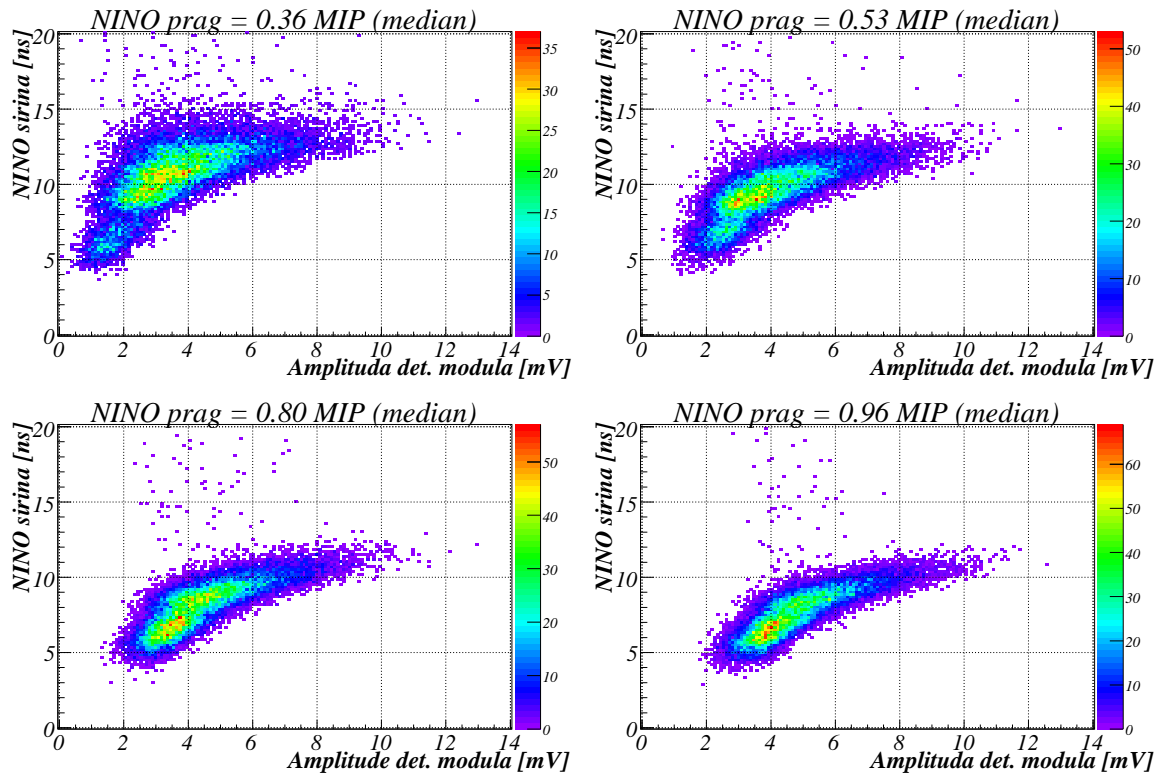 NINO prag = 0.36 MIP (median)
NINO sirina [ns]
20
15
10
5
0
0 2 4 6 8 10 12 14
Amplituda det. modula [mV]
35
30
25
20
15
10
5
0
NINO prag = 0.53 MIP (median)
NINO sirina [ns]
20
15
10
5
0
0 2 4 6 8 10 12 14
Amplituda det. modula [mV]
50
40
30
20
10
0
NINO prag = 0.80 MIP (median)
NINO sirina [ns]
20
15
10
5
0
0 2 4 6 8 10 12 14
Amplitude det. modula [mV]
50
40
30
20
10
0
NINO prag = 0.96 MIP (median)
NINO sirina [ns]
20
15
10
5
0
0 2 4 6 8 10 12 14
Amplituda det. modula [mV]
60
50
40
30
20
10
0